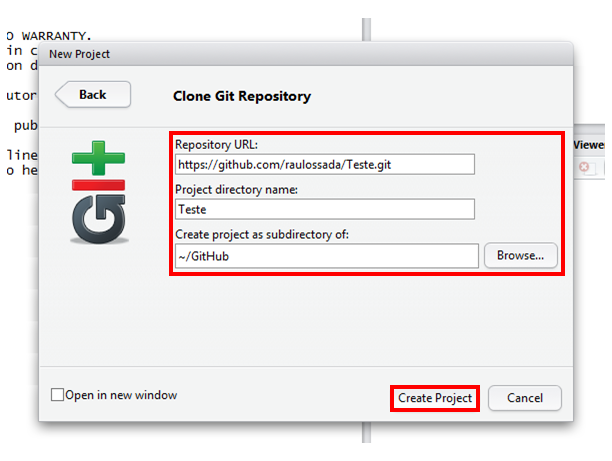 O WARRANTY.
in c
on d
New Project
Back
Clone Git Repository
utor
pub
line
o he
Repository URL:
https://github.com/raulossada/Teste.git
Project directory name:
Teste
Create project as subdirectory of:
~/GitHub
Browse...
Viewe
git
Open in new window
Create Project
Cancel